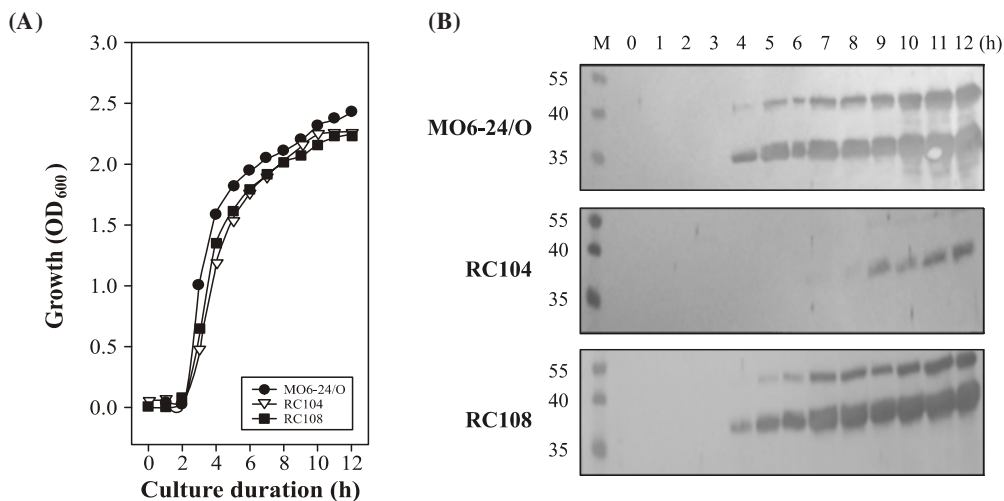 (A)
Growth (OD600)
3.0
2.5
2.0
1.5
1.0
0.5
0.0
MO6-24/O
RC104
RC108
0 2 4 6 8 10 12
Culture duration (h)
(B)
M 0 1 2 3 4 5 6 7 8 9 10 11 12 (h)
MO6-24/O
55
40
35
RC104
55
40
35
RC108
55
40
35